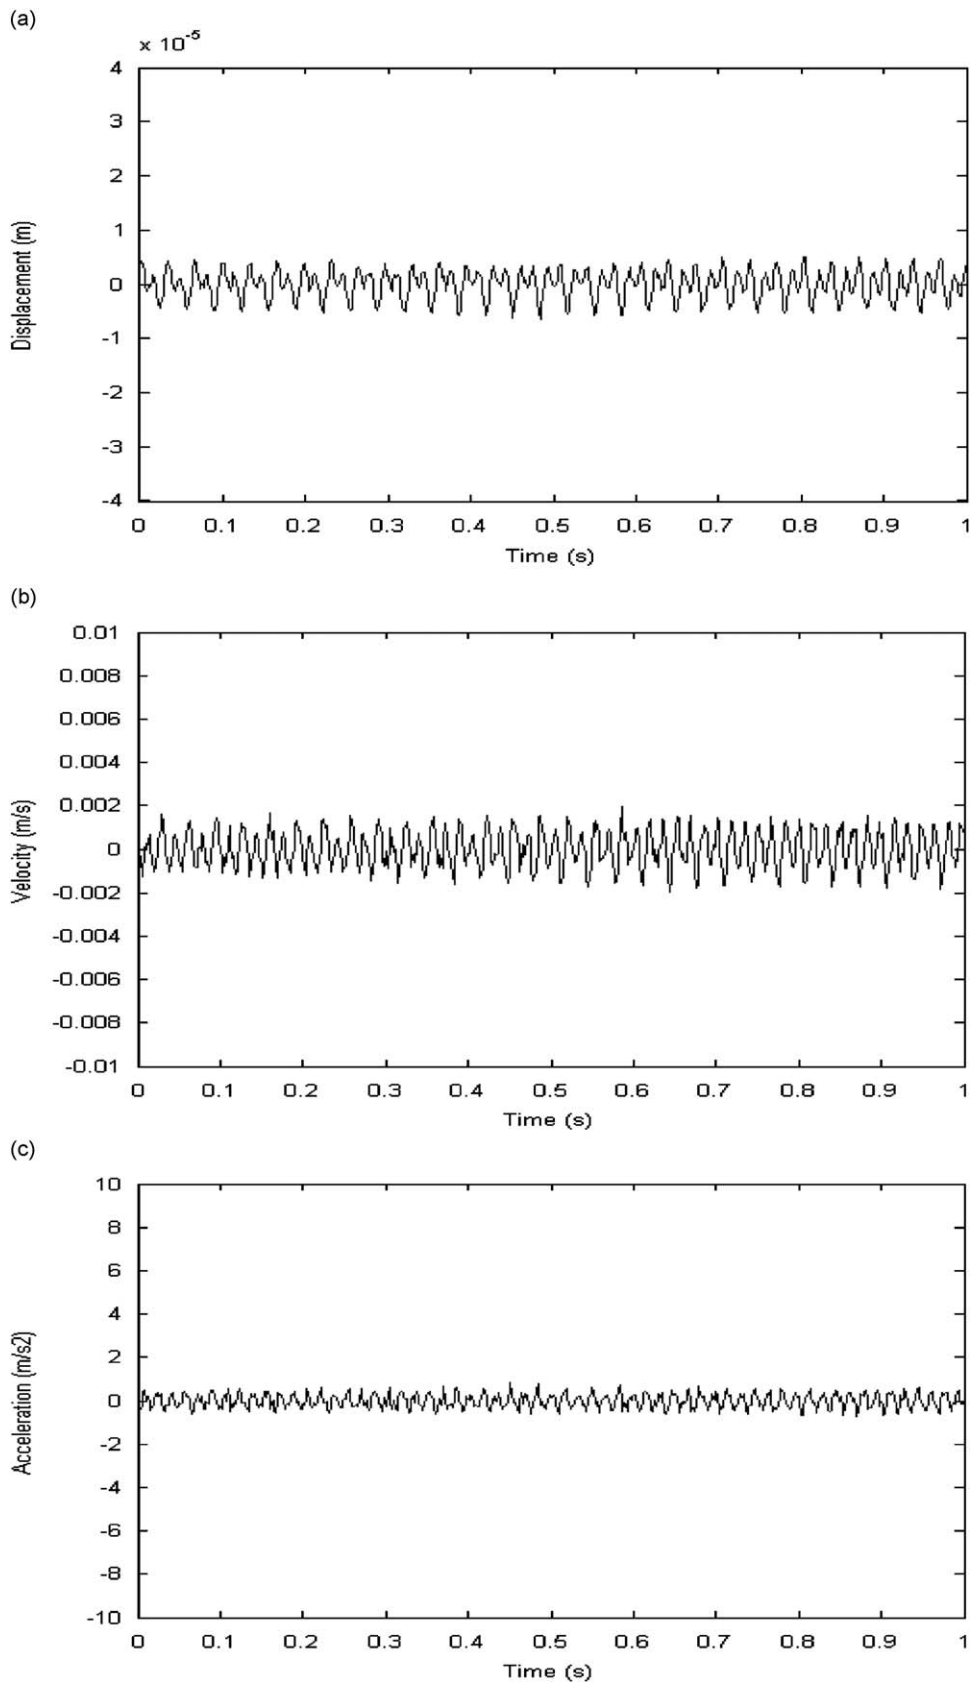 (a)
x 10-5
4
3
2
1
0
-1
-2
-3
-4
Displacement (m)
0 0.1 0.2 0.3 0.4 0.5 0.6 0.7 0.8 0.9 1
Time (s)
(b)
0.01
0.008
0.006
0.004
0.002
0
-0.002
-0.004
-0.006
-0.008
-0.01
Velocity (m/s)
0 0.1 0.2 0.3 0.4 0.5 0.6 0.7 0.8 0.9 1
Time (s)
(c)
10
8
6
4
2
0
-2
-4
-6
-8
-10
Acceleration (m/s2)
0 0.1 0.2 0.3 0.4 0.5 0.6 0.7 0.8 0.9 1
Time (s)